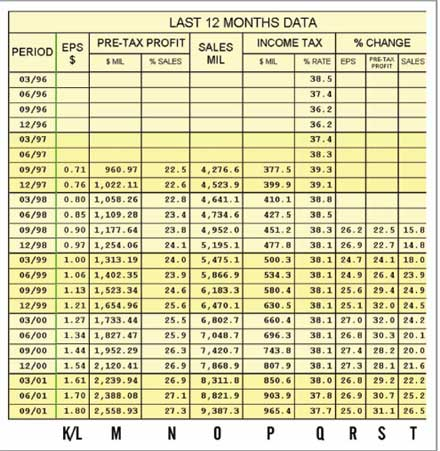 LAST 12 MONTHS DATA
PERIOD EPS $ PRE-TAX PROFIT SALES MIL INCOME TAX % CHANGE
$ MIL % SALES $ MIL % RATE EPS PRE-TAX PROFIT SALES
03/96 38.5
06/96 37.4
09/96 36.2
12/96 36.2
03/97 37.4
06/97 38.3
09/97 0.71 960.97 22.5 4,276.6 377.5 39.3
12/97 0.76 1,022.11 22.6 4,523.9 399.9 39.1
03/98 0.80 1,058.26 22.8 4,641.1 410.1 38.8
06/98 0.85 1,109.28 23.4 4,734.6 427.5 38.5
09/98 0.90 1,177.64 23.8 4,952.0 451.2 38.3 26.2 22.5 15.8
12/98 0.97 1,254.06 24.1 5,195.1 477.8 38.1 26.9 22.7 14.8
03/99 1.00 1,313.19 24.0 5,475.1 500.3 38.1 24.7 24.1 18.0
06/99 1.06 1,402.35 23.9 5,866.9 534.3 38.1 24.9 26.4 23.9
09/99 1.13 1,523.34 24.6 6,183.3 580.4 38.1 25.6 29.4 24.9
12/99 1.21 1,654.96 25.6 6,470.1 630.5 38.1 25.1 32.0 24.5
03/00 1.27 1,733.44 25.5 6,802.7 660.4 38.1 27.0 32.0 24.2
06/00 1.34 1,827.47 25.9 7,048.7 696.3 38.1 26.8 30.3 20.1
09/00 1.44 1,952.29 26.3 7,420.7 743.8 38.1 27.4 28.2 20.0
12/00 1.54 2,120.41 26.9 7,868.9 807.9 38.1 27.3 28.1 21.6
03/01 1.61 2,239.94 26.9 8,311.8 850.6 38.0 26.8 29.2 22.2
06/01 1.70 2,388.08 27.1 8,821.9 903.9 37.8 26.9 30.7 25.2
09/01 1.80 2,558.93 27.3 9,387.3 965.4 37.7 25.0 31.1 26.5
K/L M N O P Q R S T